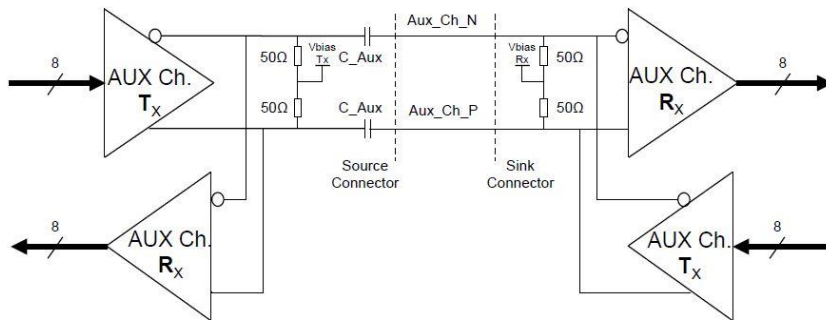 Aux_Ch_N
8
AUX Ch.
TX
50Ω
Vbias
Tx
C_Aux
Vbias
Rx
50Ω
AUX Ch.
RX
8
50Ω
C_Aux
Aux_Ch_P
50Ω
Source
Connector
Sink
Connector
8
AUX Ch.
RX
AUX Ch.
TX
8